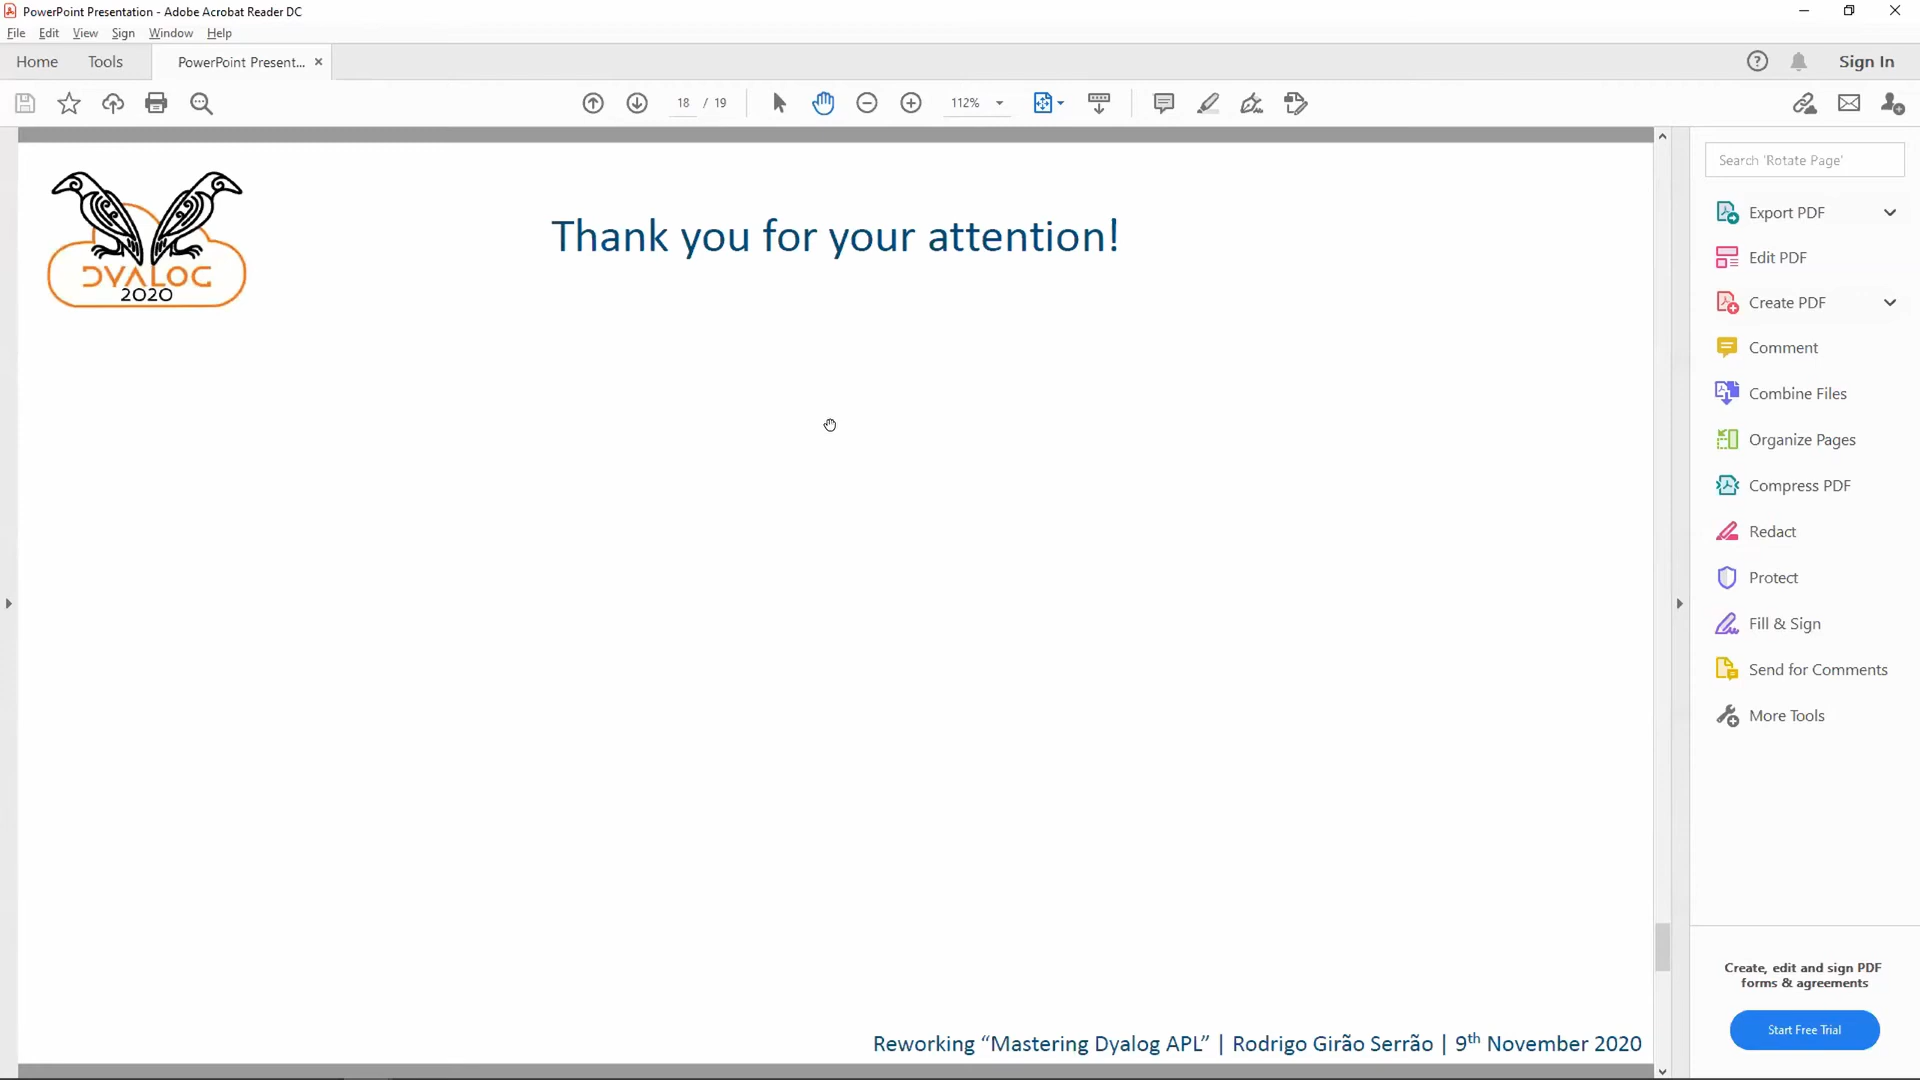 PowerPoint Presentation - Adobe Acrobat Reader DC
File Edit View Sign Window Help
Home Tools PowerPoint Present... Sign In
18 / 19 112%
Search 'Rotate Page'
Export PDF
Edit PDF
Create PDF
Comment
Combine Files
Organize Pages
Compress PDF
Redact
Protect
Fill & Sign
Send for Comments
More Tools
Create, edit and sign PDF
forms & agreements
Start Free Trial
DYALOG
2020
Thank you for your attention!
Reworking “Mastering Dyalog APL” | Rodrigo Girão Serrão | 9th November 2020